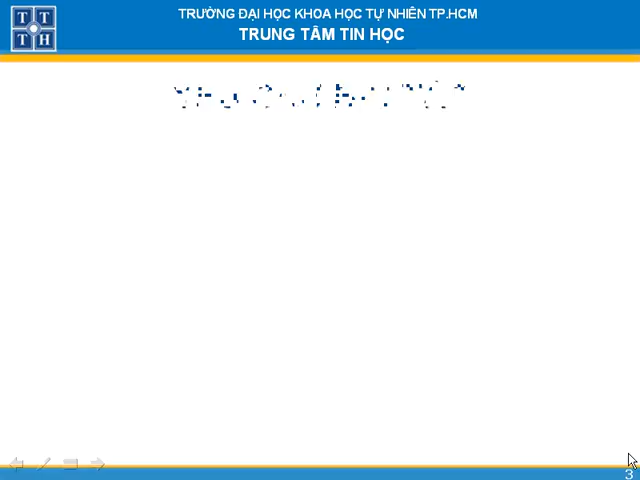 TRƯỜNG ĐẠI HỌC KHOA HỌC TỰ NHIÊN TP.HCM
TRUNG TÂM TIN HỌC
T T
T H
3